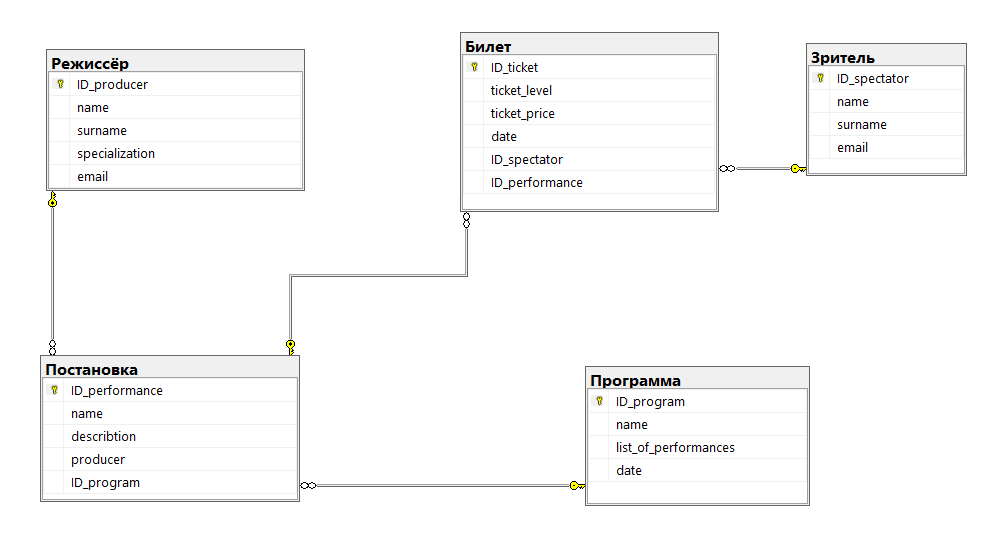 Режиссёр
ID_producer
name
surname
specialization
email
Билет
ID_ticket
ticket_level
ticket_price
date
ID_spectator
ID_performance
Зритель
ID_spectator
name
surname
email
Постановка
ID_performance
name
describtion
producer
ID_program
Программа
ID_program
name
list_of_performances
date